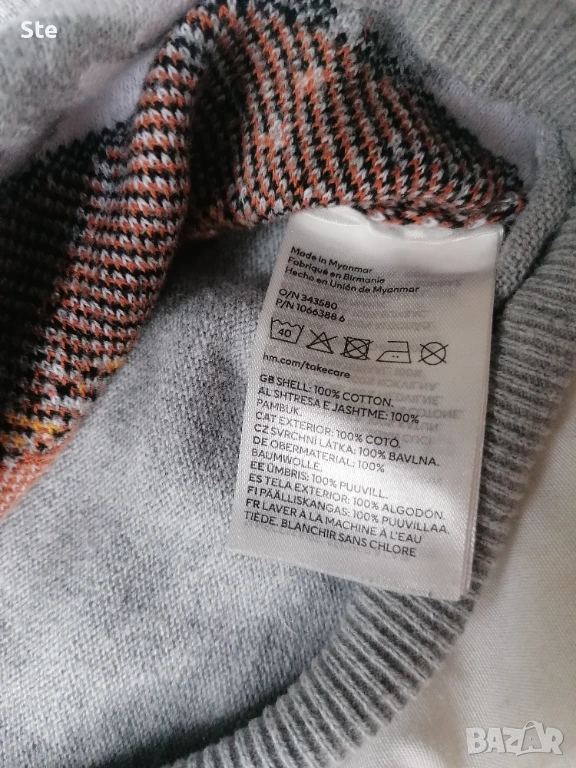 Ste
Made in Myanmar
Fabriqué en Birmanie
Hecho en Unión de Myanmar
O/N 343580
P/N 1066388 6
40
hm.com/takecare
GB SHELL: 100% COTTON.
AL SHTRESA E JASHTME: 100%
PAMBUK.
CAT EXTERIOR: 100% COTÓ.
CZ SVRCHNÍ LÁTKA: 100% BAVLNA.
DE OBERMATERIAL: 100%
BAUMWOLLE.
EE ÜMBRIS: 100% PUUVILL.
ES TELA EXTERIOR: 100% ALGODÓN.
FI PÄÄLLISKANGAS: 100% PUUVILLAA.
FR LAVER À LA MACHINE À L'EAU
TIÈDE. BLANCHIR SANS CHLORE
BAZAR